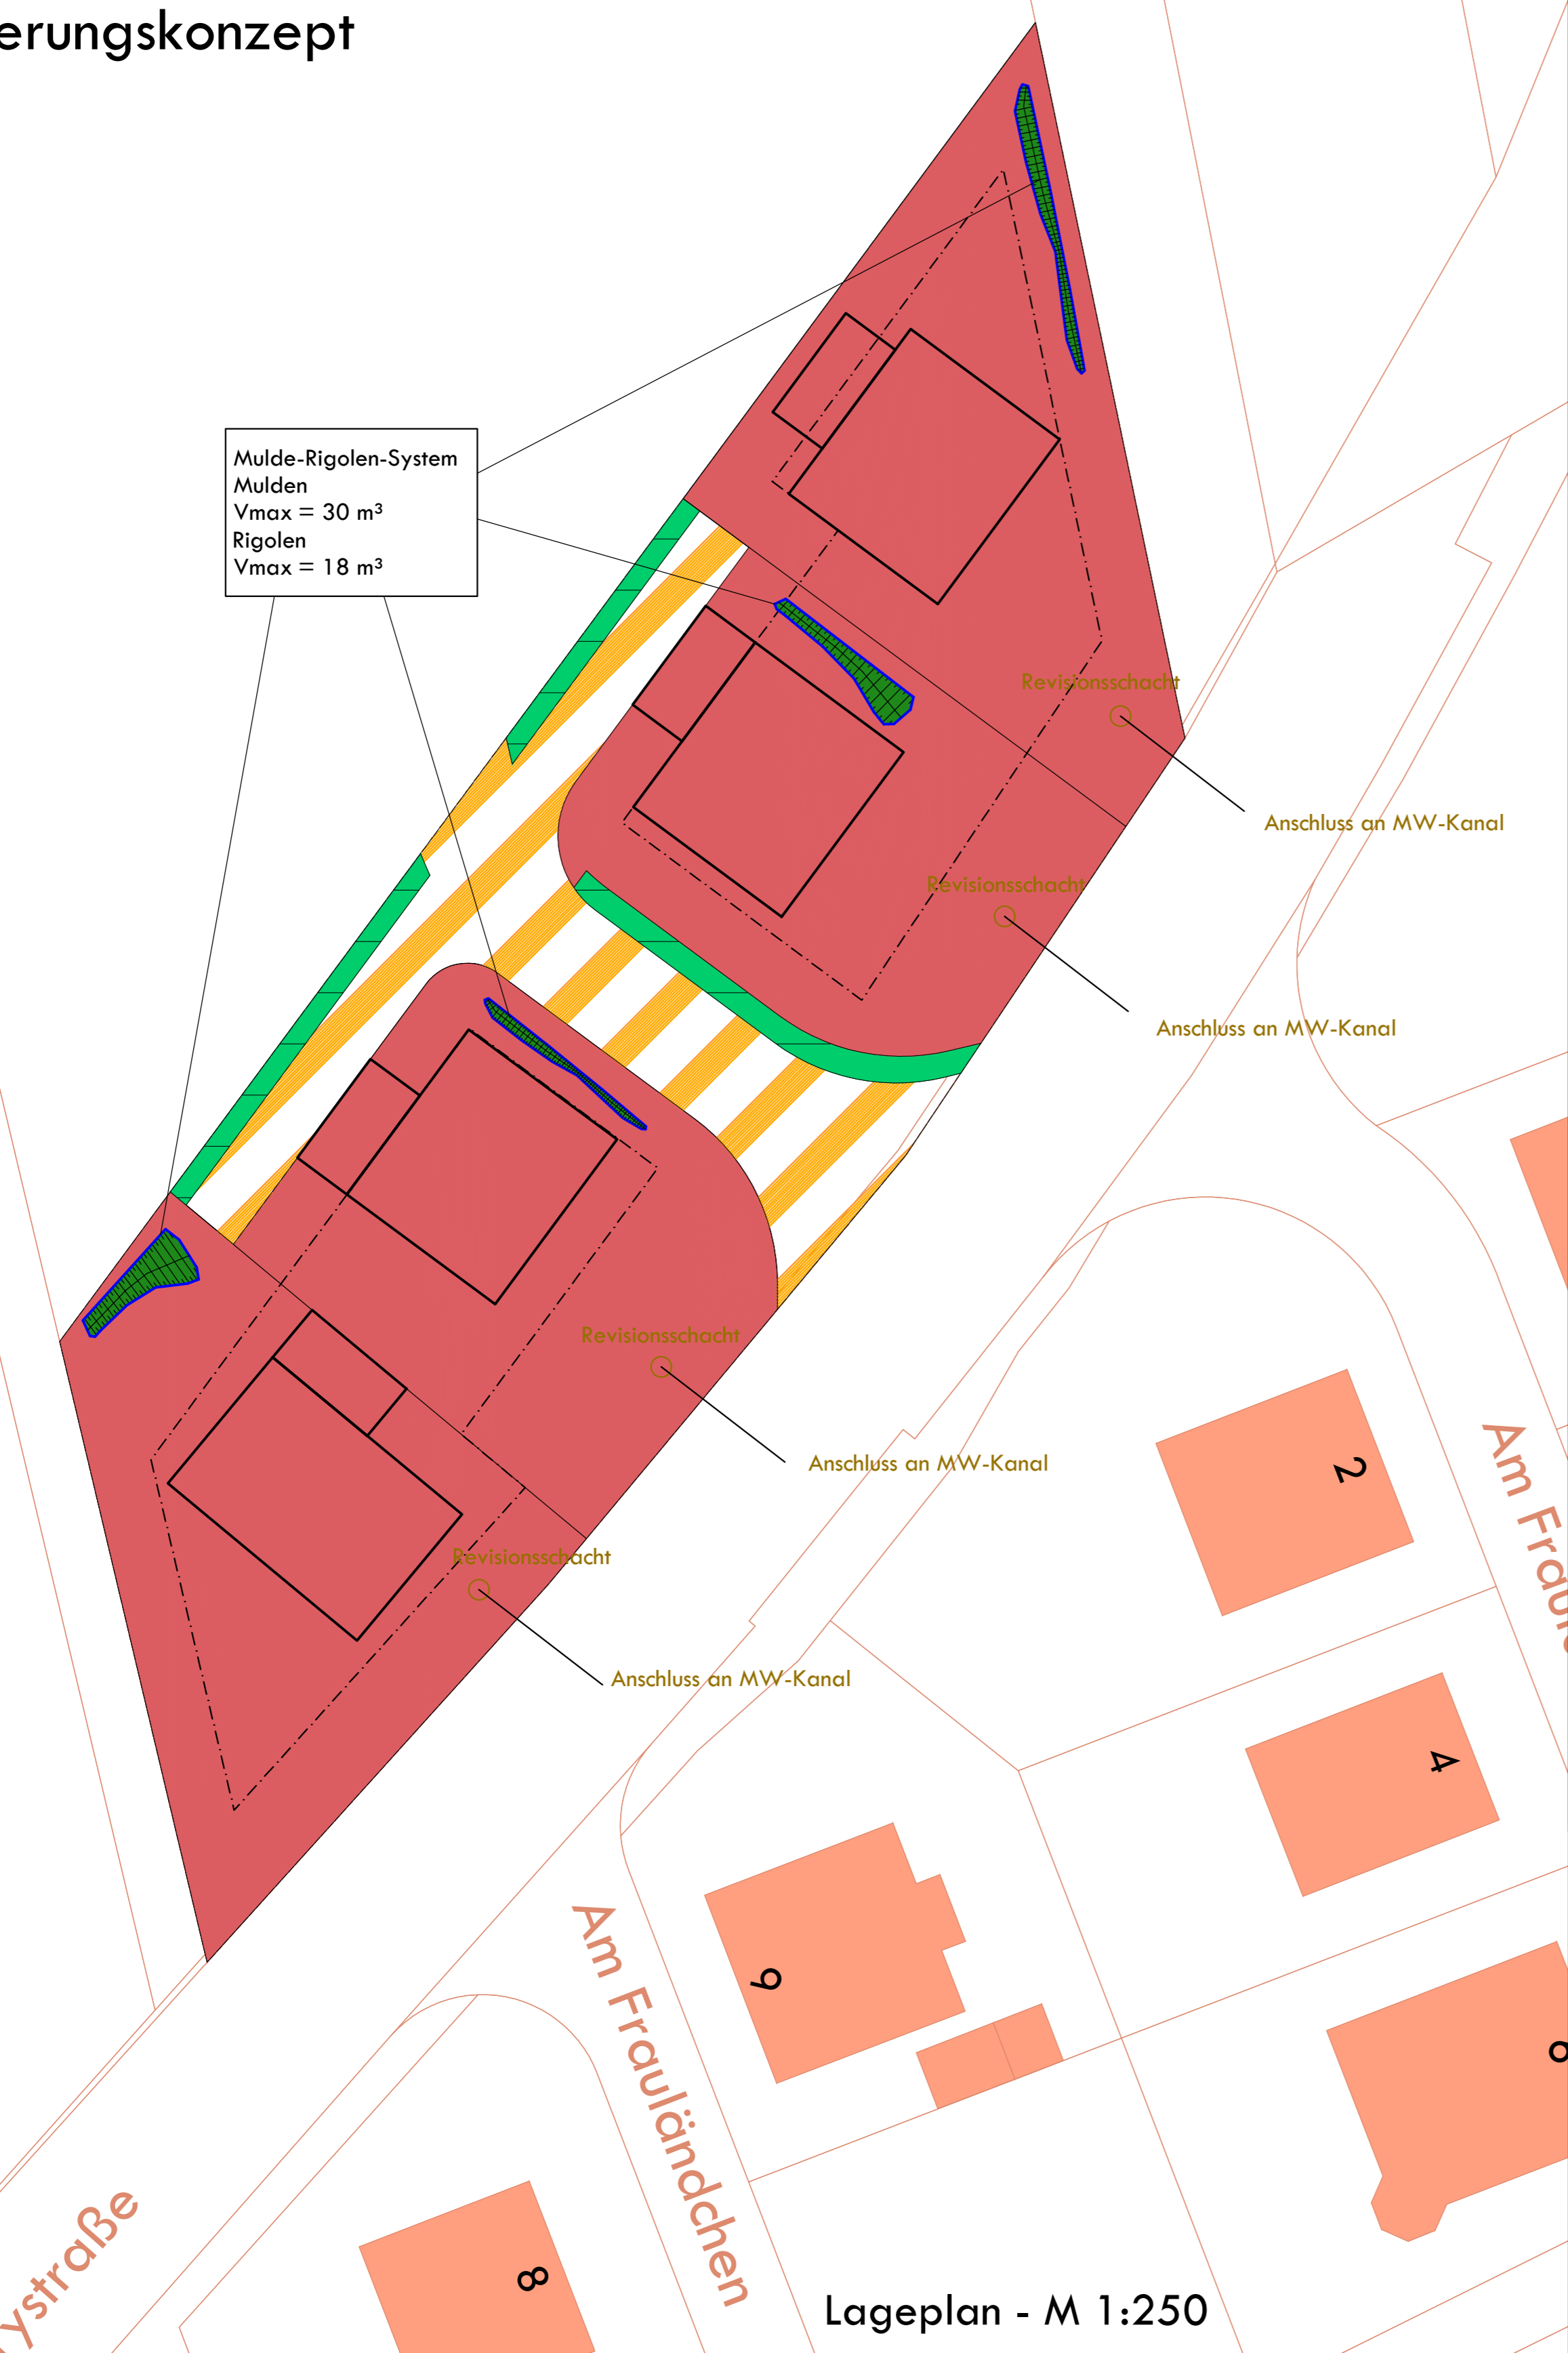 erungskonzept
Mulde-Rigolen-System
Mulden
Vmax = 30 m³
Rigolen
Vmax = 18 m³
Revisionsschacht
Anschluss an MW-Kanal
Revisionsschacht
Anschluss an MW-Kanal
Revisionsschacht
Anschluss an MW-Kanal
Revisionsschacht
Anschluss an MW-Kanal
2
Am Fraul
4
9
Am Frauländchen
ystraße
8
Lageplan - M 1:250